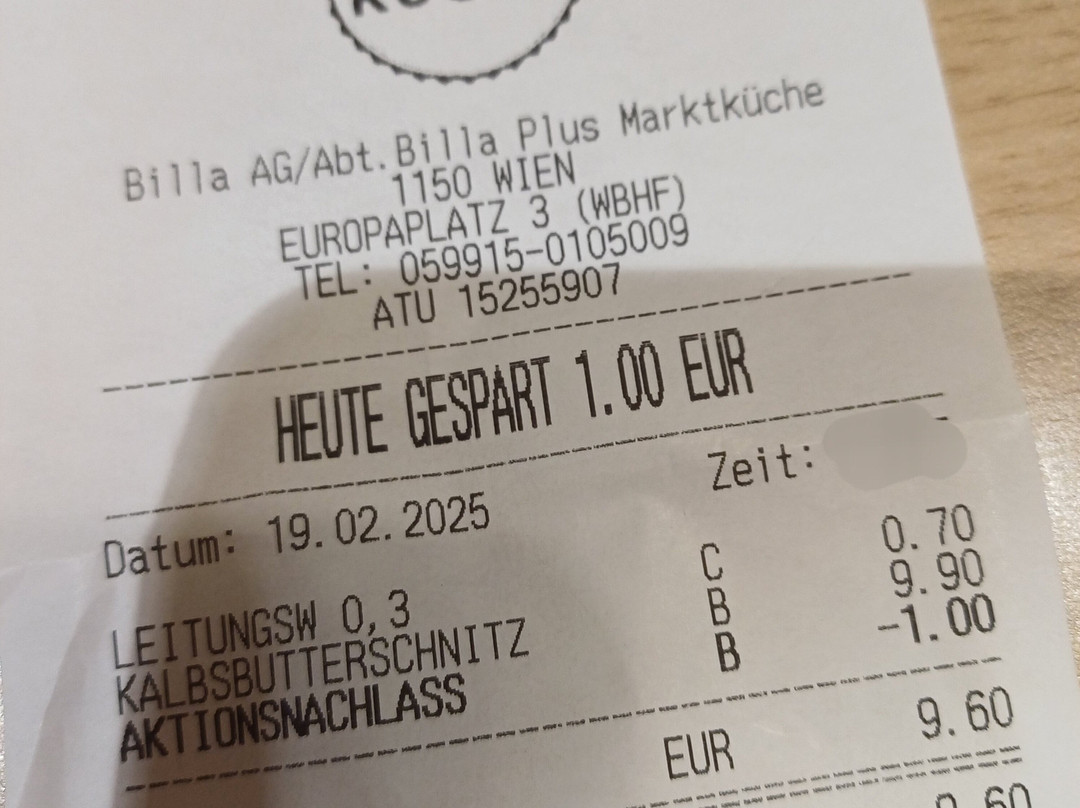 Billa AG/Abt.Billa Plus Marktküche
1150 WIEN
EUROPAPLATZ 3 (WBHF)
TEL: 059915-0105009
ATU 15255907
HEUTE GESPART 1.00 EUR
Datum: 19.02.2025 Zeit:
LEITUNGSW 0,3 C 0.70
KALBSBUTTERSCHNITZ B 9.90
AKTIONSNACHLASS B -1.00
EUR 9.60